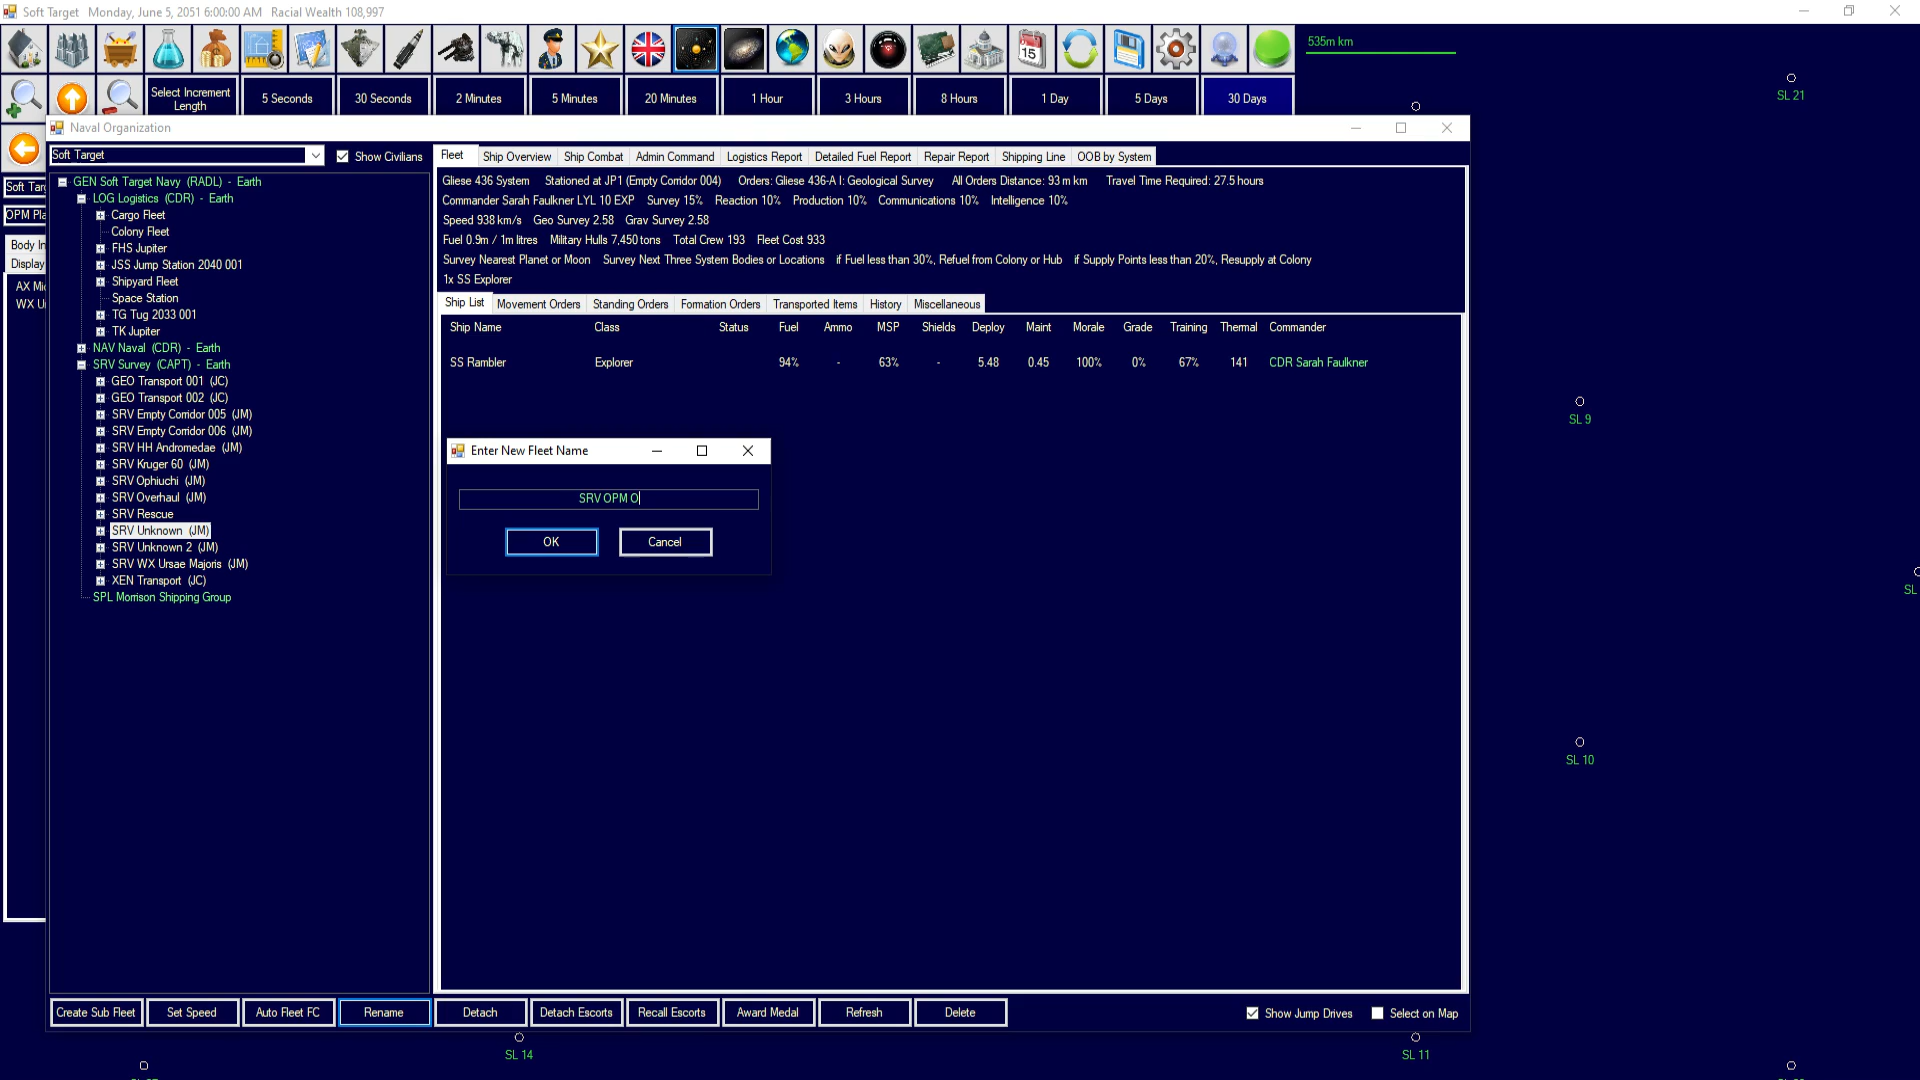 Soft Target Monday, June 5, 2051 6:00:00 AM Racial Wealth 108,997
15
535m km
Select Increment Length 5 Seconds 30 Seconds 2 Minutes 5 Minutes 20 Minutes 1 Hour 3 Hours 8 Hours 1 Day 5 Days 30 Days
SL 21
Naval Organization
Soft Target Show Civilians
Fleet Ship Overview Ship Combat Admin Command Logistics Report Detailed Fuel Report Repair Report Shipping Line OOB by System
Soft Tar
OPM Pla
Body In
Display
GEN Soft Target Navy (RADL) - Earth
LOG Logistics (CDR) - Earth
Cargo Fleet
Colony Fleet
FHS Jupiter
JSS Jump Station 2040 001
Shipyard Fleet
Space Station
TG Tug 2033 001
TK Jupiter
NAV Naval (CDR) - Earth
SRV Survey (CAPT) - Earth
GEO Transport 001 (JC)
GEO Transport 002 (JC)
SRV Empty Corridor 005 (JM)
SRV Empty Corridor 006 (JM)
SRV HH Andromedae (JM)
SRV Kruger 60 (JM)
SRV Ophiuchi (JM)
SRV Overhaul (JM)
SRV Rescue
SRV Unknown (JM)
SRV Unknown 2 (JM)
SRV WX Ursae Majoris (JM)
XEN Transport (JC)
SPL Morrison Shipping Group
Gliese 436 System Stationed at JP1 (Empty Corridor 004) Orders: Gliese 436-A I: Geological Survey All Orders Distance: 93 m km Travel Time Required: 27.5 hours
Commander Sarah Faulkner LYL 10 EXP Survey 15% Reaction 10% Production 10% Communications 10% Intelligence 10%
Speed 938 km/s Geo Survey 2.58 Grav Survey 2.58
Fuel 0.9m / 1m litres Military Hulls 7,450 tons Total Crew 193 Fleet Cost 933
Survey Nearest Planet or Moon Survey Next Three System Bodies or Locations if Fuel less than 30%, Refuel from Colony or Hub if Supply Points less than 20%, Resupply at Colony
1x SS Explorer
Ship List Movement Orders Standing Orders Formation Orders Transported Items History Miscellaneous
Ship Name Class Status Fuel Ammo MSP Shields Deploy Maint Morale Grade Training Thermal Commander
SS Rambler Explorer 94% - 63% - 5.48 0.45 100% 0% 67% 141 CDR Sarah Faulkner
Enter New Fleet Name
SRV OPM O
OK Cancel
SL 9
SL
SL 10
Create Sub Fleet Set Speed Auto Fleet FC Rename Detach Detach Escorts Recall Escorts Award Medal Refresh Delete Show Jump Drives Select on Map
SL 14
SL 11